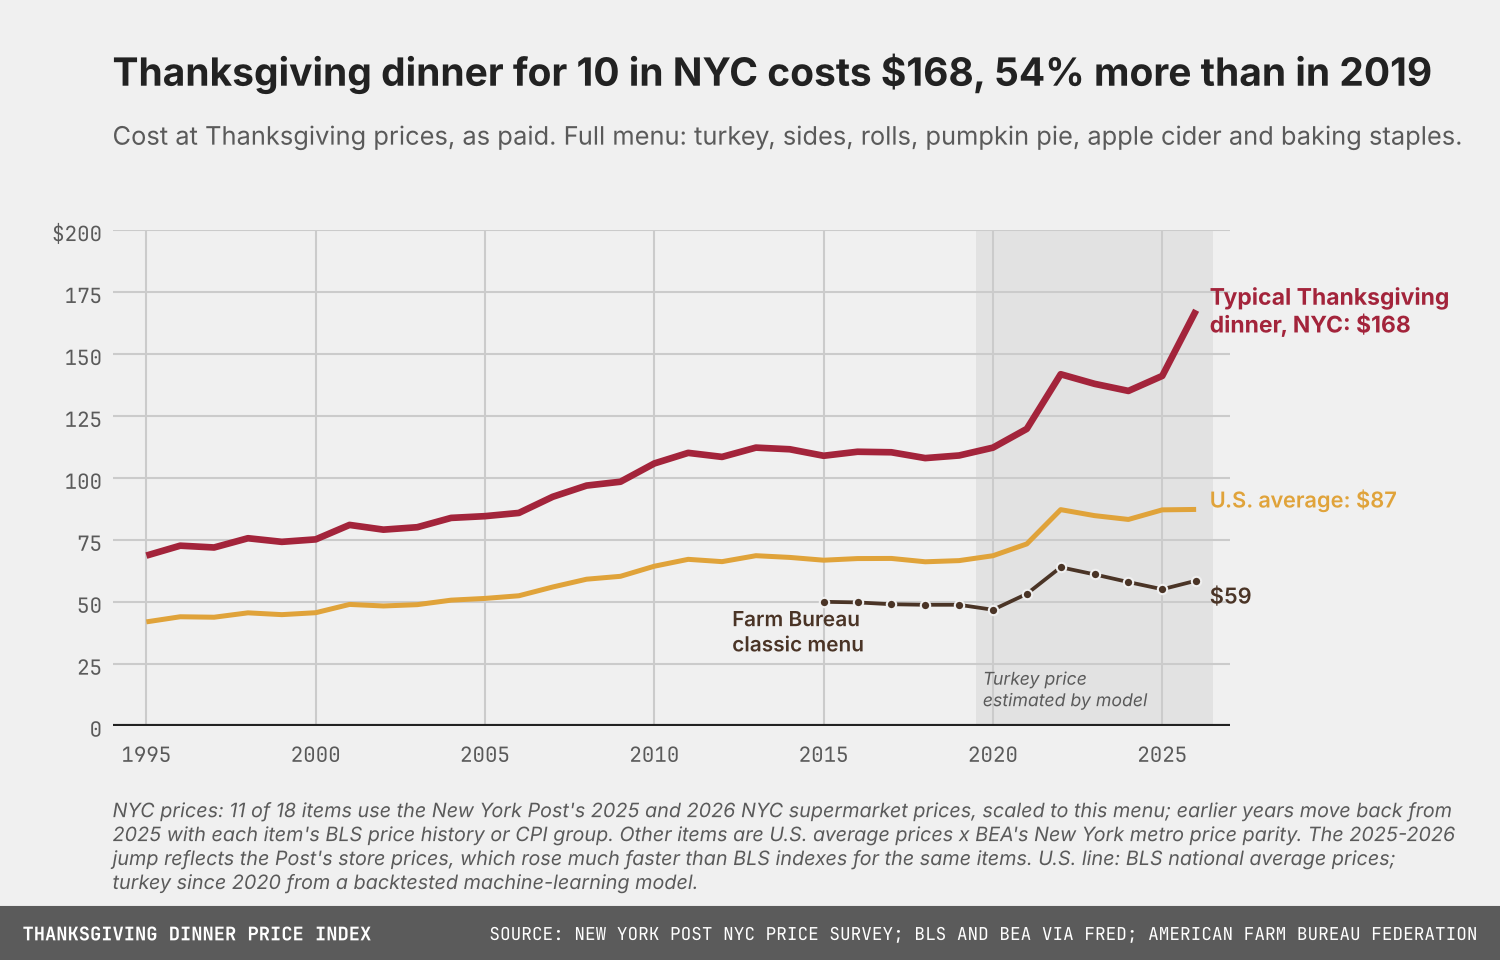 Thanksgiving dinner for 10 in NYC costs $168, 54% more than in 2019
Cost at Thanksgiving prices, as paid. Full menu: turkey, sides, rolls, pumpkin pie, apple cider and baking staples.
$200
175
150
125
100
75
50
25
0
Typical Thanksgiving
dinner, NYC: $168
U.S. average: $87
$59
Farm Bureau
classic menu
Turkey price
estimated by model
1995
2000
2005
2010
2015
2020
2025
NYC prices: 11 of 18 items use the New York Post's 2025 and 2026 NYC supermarket prices, scaled to this menu; earlier years move back from
2025 with each item's BLS price history or CPI group. Other items are U.S. average prices x BEA's New York metro price parity. The 2025-2026
jump reflects the Post's store prices, which rose much faster than BLS indexes for the same items. U.S. line: BLS national average prices;
turkey since 2020 from a backtested machine-learning model.
THANKSGIVING DINNER PRICE INDEX
SOURCE: NEW YORK POST NYC PRICE SURVEY; BLS AND BEA VIA FRED; AMERICAN FARM BUREAU FEDERATION